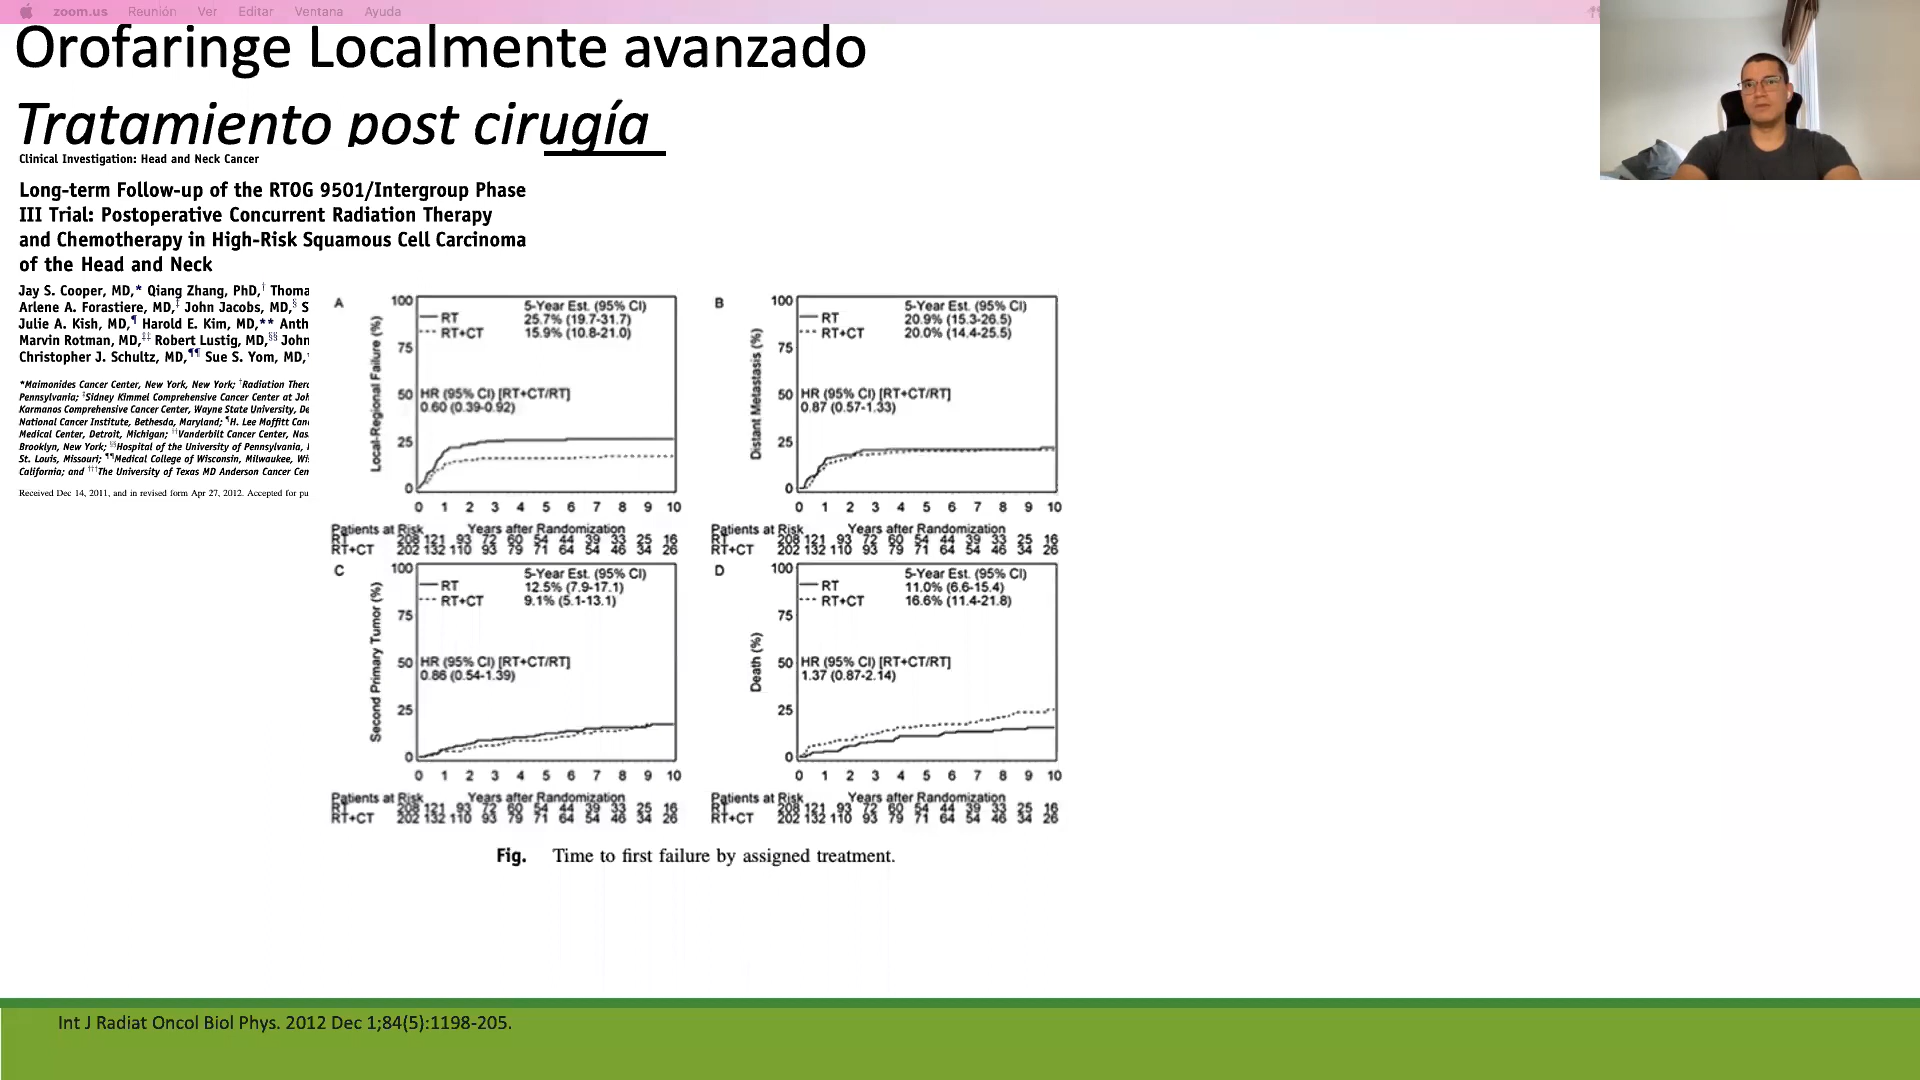 zoom.us Reunión Ver Editar Ventana Ayuda
Orofaringe Localmente avanzado
Tratamiento post cirugía
Clinical Investigation: Head and Neck Cancer
Long-term Follow-up of the RTOG 9501/Intergroup Phase
III Trial: Postoperative Concurrent Radiation Therapy
and Chemotherapy in High-Risk Squamous Cell Carcinoma
of the Head and Neck
Jay S. Cooper, MD,* Qiang Zhang, PhD,† Thoma
Arlene A. Forastiere, MD,‡ John Jacobs, MD,§ S
Julie A. Kish, MD,¶ Harold E. Kim, MD,** Anth
Marvin Rotman, MD,‡‡ Robert Lustig, MD,§§ John
Christopher J. Schultz, MD,¶¶ Sue S. Yom, MD,
*Maimonides Cancer Center, New York, New York; †Radiation Thera
Pennsylvania; ‡Sidney Kimmel Comprehensive Cancer Center at Joh
Karmanos Comprehensive Cancer Center, Wayne State University, De
National Cancer Institute, Bethesda, Maryland; ¶H. Lee Moffitt Can
Medical Center, Detroit, Michigan; ††Vanderbilt Cancer Center, Nas
Brooklyn, New York; §§Hospital of the University of Pennsylvania,
St. Louis, Missouri; ¶¶Medical College of Wisconsin, Milwaukee, Wi
California; and †††The University of Texas MD Anderson Cancer Cen
Received Dec 14, 2011, and in revised form Apr 27, 2012. Accepted for pu
A
Local-Regional Failure (%)
100
75
50
25
0
5-Year Est. (95% CI)
RT 25.7% (19.7-31.7)
RT+CT 15.9% (10.8-21.0)
HR (95% CI) [RT+CT/RT]
0.60 (0.39-0.92)
0 1 2 3 4 5 6 7 8 9 10
Patients at Risk Years after Randomization
RT 208 121 93 72 60 54 44 39 33 25 16
RT+CT 202 132 110 93 79 71 64 54 46 34 26
B
Distant Metastasis (%)
100
75
50
25
0
5-Year Est. (95% CI)
RT 20.9% (15.3-26.5)
RT+CT 20.0% (14.4-25.5)
HR (95% CI) [RT+CT/RT]
0.87 (0.57-1.33)
0 1 2 3 4 5 6 7 8 9 10
Patients at Risk Years after Randomization
RT 208 121 93 72 60 54 44 39 33 25 16
RT+CT 202 132 110 93 79 71 64 54 46 34 26
C
Second Primary Tumor (%)
100
75
50
25
0
5-Year Est. (95% CI)
RT 12.5% (7.9-17.1)
RT+CT 9.1% (5.1-13.1)
HR (95% CI) [RT+CT/RT]
0.86 (0.54-1.39)
0 1 2 3 4 5 6 7 8 9 10
Patients at Risk Years after Randomization
RT 208 121 93 72 60 54 44 39 33 25 16
RT+CT 202 132 110 93 79 71 64 54 46 34 26
D
Death (%)
100
75
50
25
0
5-Year Est. (95% CI)
RT 11.0% (6.6-15.4)
RT+CT 16.6% (11.4-21.8)
HR (95% CI) [RT+CT/RT]
1.37 (0.87-2.14)
0 1 2 3 4 5 6 7 8 9 10
Patients at Risk Years after Randomization
RT 208 121 93 72 60 54 44 39 33 25 16
RT+CT 202 132 110 93 79 71 64 54 46 34 26
Fig. Time to first failure by assigned treatment.
Int J Radiat Oncol Biol Phys. 2012 Dec 1;84(5):1198-205.